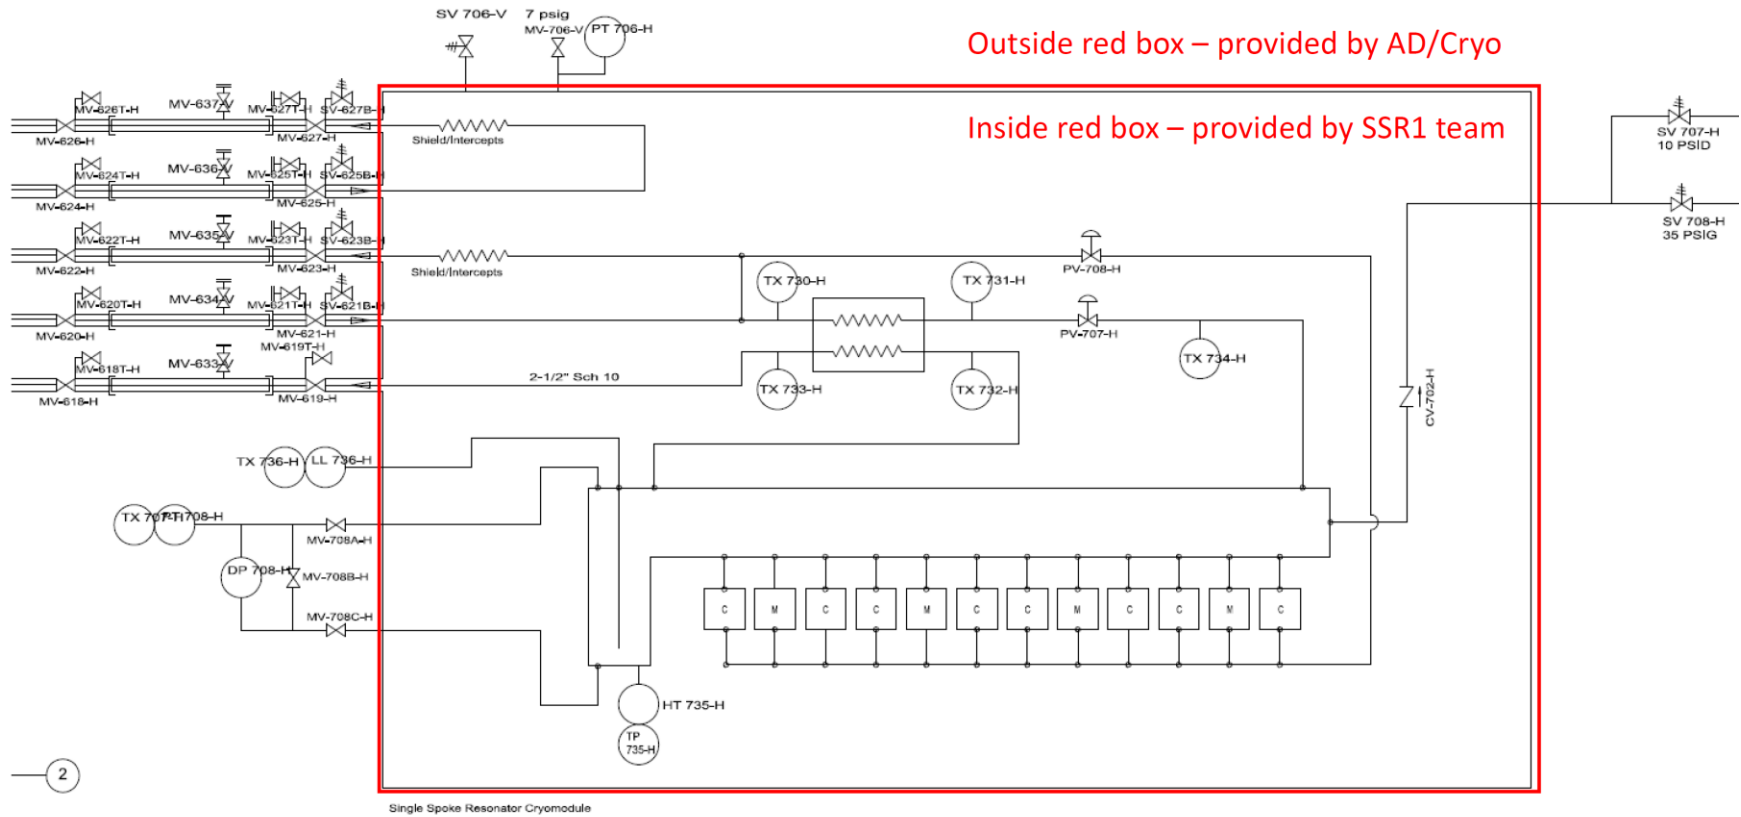 SV 706-V 7 psig
MV-706-V
PT 706-H
Outside red box – provided by AD/Cryo
Inside red box – provided by SSR1 team
MV-626T-H
MV-637-V
MV-627T-H
SV-627B-H
MV-626-H
MV-627-H
Shield/Intercepts
SV 707-H
10 PSID
MV-624T-H
MV-636-V
MV-625T-H
SV-625B-H
MV-624-H
MV-625-H
SV 708-H
35 PSIG
MV-622T-H
MV-635-V
MV-623T-H
SV-623B-H
MV-622-H
MV-623-H
Shield/Intercepts
PV-708-H
TX 730-H
TX 731-H
MV-620T-H
MV-634-V
MV-621T-H
SV-621B-H
MV-620-H
MV-621-H
PV-707-H
MV-619T-H
MV-618T-H
MV-633-V
TX 734-H
2-1/2" Sch 10
TX 733-H
TX 732-H
MV-618-H
MV-619-H
CV-702-H
TX 736-H
LL 736-H
TX 707-H
PT 708-H
MV-708A-H
DP 708-H
MV-708B-H
MV-708C-H
C M C C M C C M C C M C
HT 735-H
TP
735-H
2
Single Spoke Resonator Cryomodule